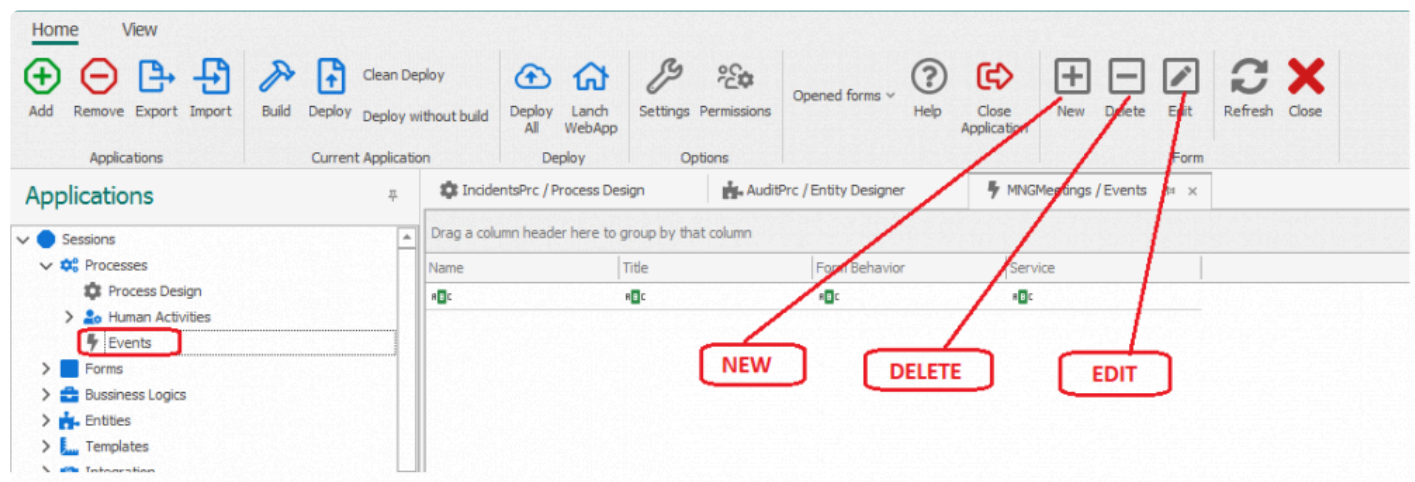 Home View
Add Remove Export Import Build Deploy Clean Deploy Deploy without build Deploy All Lanch WebApp Settings Permissions Opened forms Help Close Application New Delete Edit Refresh Close
Applications Current Application Deploy Options Form
Applications
IncidentsPrc / Process Design AuditPrc / Entity Designer MNGMeetings / Events
Drag a column header here to group by that column
Name Title Form Behavior Service
Sessions
Processes
Process Design
Human Activities
Events
Forms
Bussiness Logics
Entities
Templates
Integration
NEW DELETE EDIT